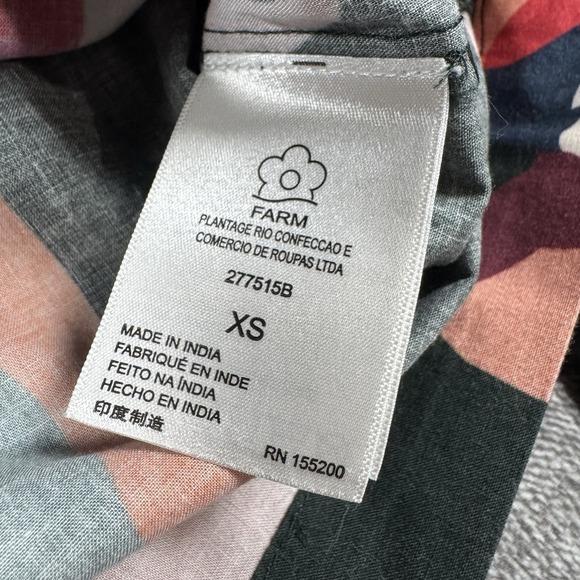 FARM
PLANTAGE RIO CONFECCAO E
COMERCIO DE ROUPAS LTDA
277515B
XS
MADE IN INDIA
FABRIQUÉ EN INDE
FEITO NA ÍNDIA
HECHO EN INDIA
印度制造
RN 155200